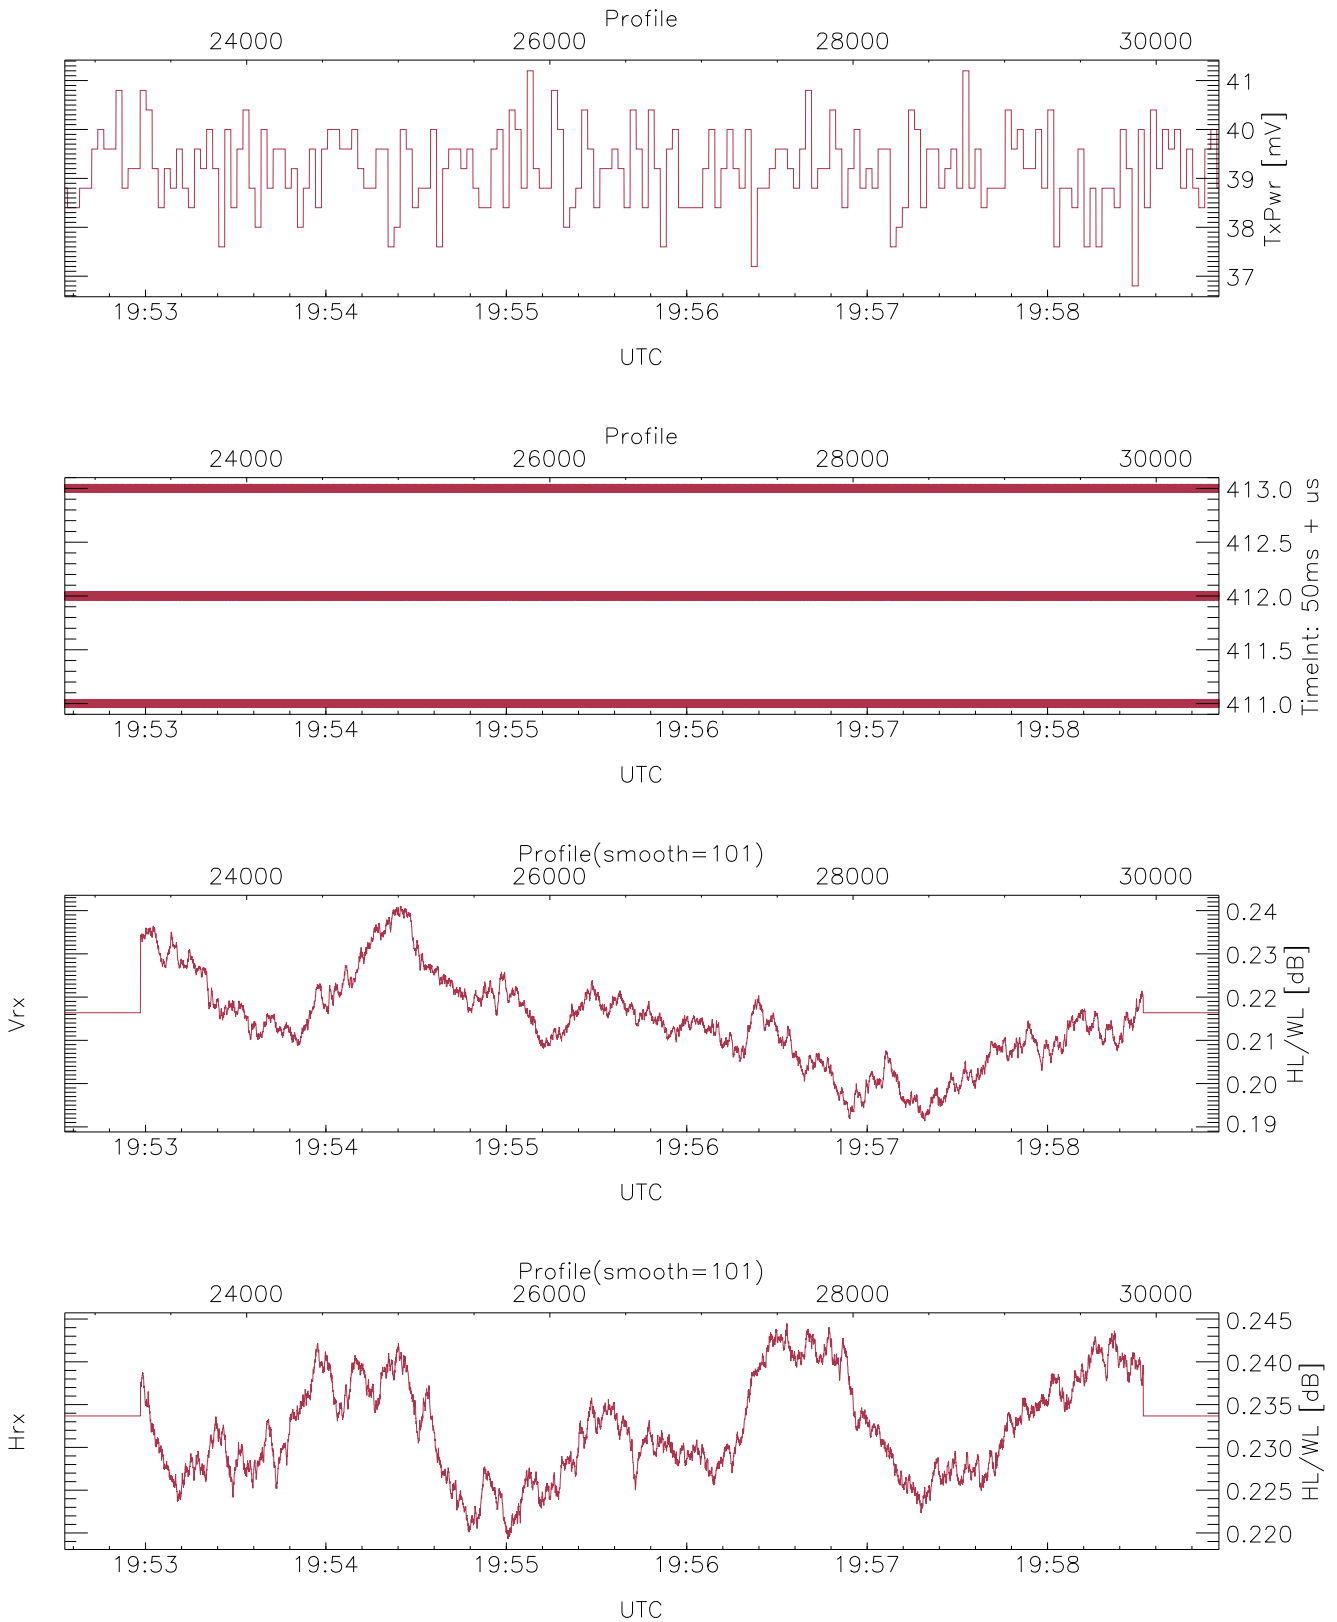 Profile
24000 26000 28000 30000
41
40
39
38
37
TxPwr [mV]
19:53 19:54 19:55 19:56 19:57 19:58
UTC
Profile
24000 26000 28000 30000
413.0
412.5
412.0
411.5
411.0
TimeInt: 50ms + us
19:53 19:54 19:55 19:56 19:57 19:58
UTC
Profile(smooth=101)
24000 26000 28000 30000
Vrx
0.24
0.23
0.22
0.21
0.20
0.19
HL/WL [dB]
19:53 19:54 19:55 19:56 19:57 19:58
UTC
Profile(smooth=101)
24000 26000 28000 30000
Hrx
0.245
0.240
0.235
0.230
0.225
0.220
HL/WL [dB]
19:53 19:54 19:55 19:56 19:57 19:58
UTC